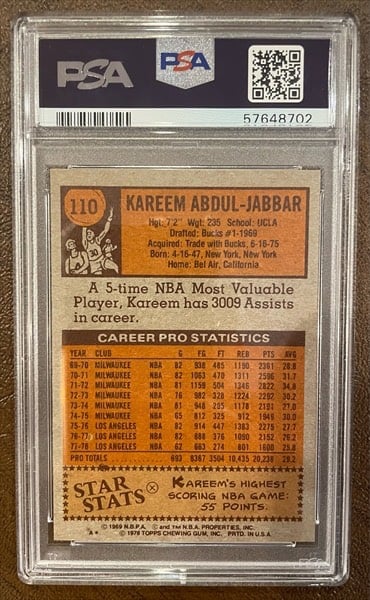 PSA
PSA
57648702
110
KAREEM ABDUL-JABBAR
Hgt: 7'2" Wgt: 235 School: UCLA
Drafted: Bucks #1-1969
Acquired: Trade with Bucks, 6-16-75
Born: 4-16-47, New York, New York
Home: Bel Air, California
A 5-time NBA Most Valuable
Player, Kareem has 3009 Assists
in career.
CAREER PRO STATISTICS
YEAR CLUB G FG FT REB PTS AVG
69-70 MILWAUKEE NBA 82 938 485 1190 2361 28.8
70-71 MILWAUKEE NBA 82 1063 470 1311 2596 31.7
71-72 MILWAUKEE NBA 81 1159 504 1346 2822 34.8
72-73 MILWAUKEE NBA 76 982 328 1224 2292 30.2
73-74 MILWAUKEE NBA 81 948 295 1178 2191 27.0
74-75 MILWAUKEE NBA 65 812 325 912 1949 30.0
75-76 LOS ANGELES NBA 82 914 447 1383 2275 27.7
76-77 LOS ANGELES NBA 82 888 376 1090 2152 26.2
77-78 LOS ANGELES NBA 62 663 274 801 1600 25.8
PRO TOTALS 693 8367 3504 10,435 20,238
STAR
STATS
KAREEM'S HIGHEST
SCORING NBA GAME:
55 POINTS.
© 1969 N.B.P.A. © and TM N.B.A. PROPERTIES, INC.
A* © 1978 TOPPS CHEWING GUM, INC. PRTD. IN U.S.A.